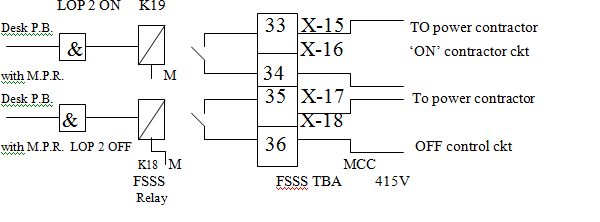 LOP 2 ON K19
Desk P.B. 33 X-15 TO power contractor
& X-16 ‘ON’ contractor ckt
with M.P.R. M 34
Desk P.B. 35 X-17 To power contractor
& X-18
with M.P.R. LOP 2 OFF 36 OFF control ckt
K18 M MCC
FSSS FSSS TBA 415V
Relay